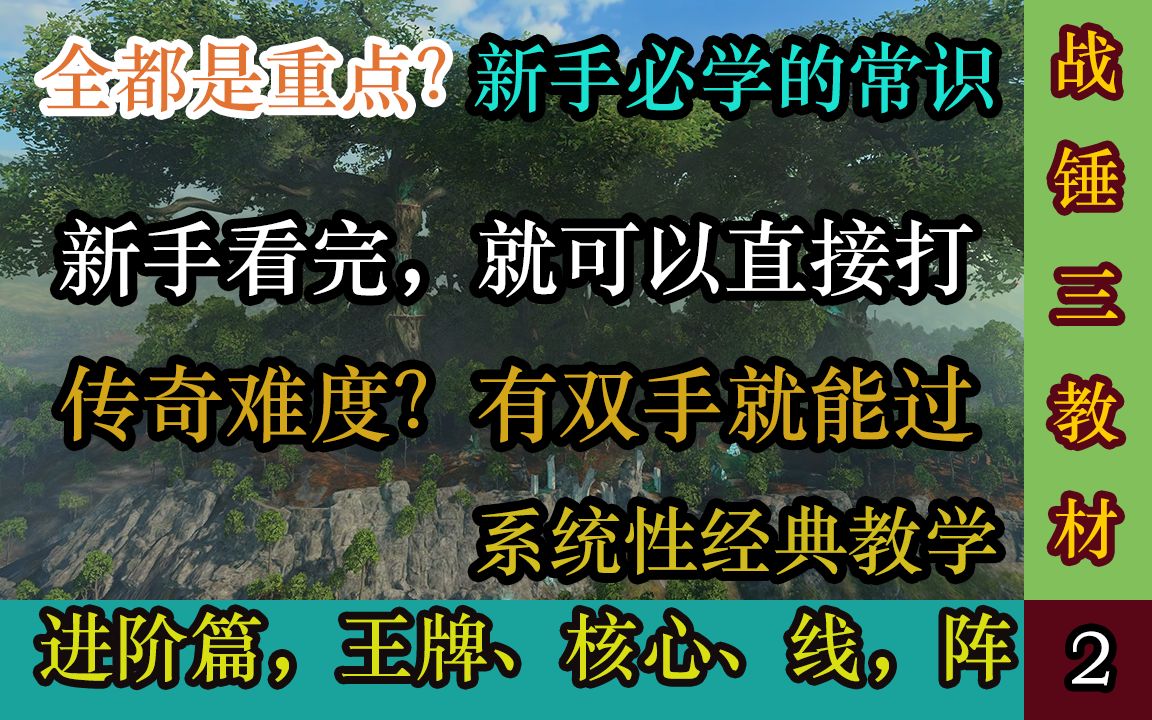 全都是重点？新手必学的常识
新手看完，就可以直接打
传奇难度？有双手就能过
系统性经典教学
进阶篇，王牌、核心、线，阵
战锤三教材
2